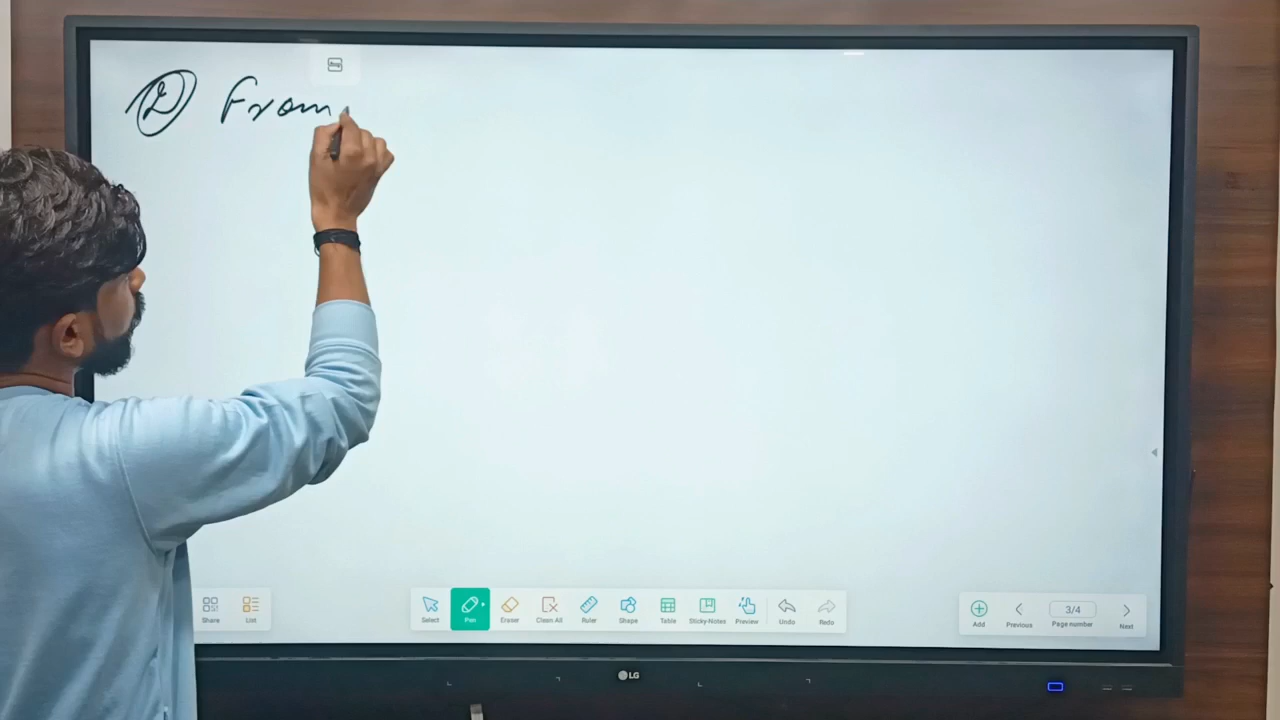 ② From
Share List Select Pen Eraser Clean All Ruler Shape Table Sticky-Notes Preview Undo Redo Add Previous 3/4 Page number Next
LG